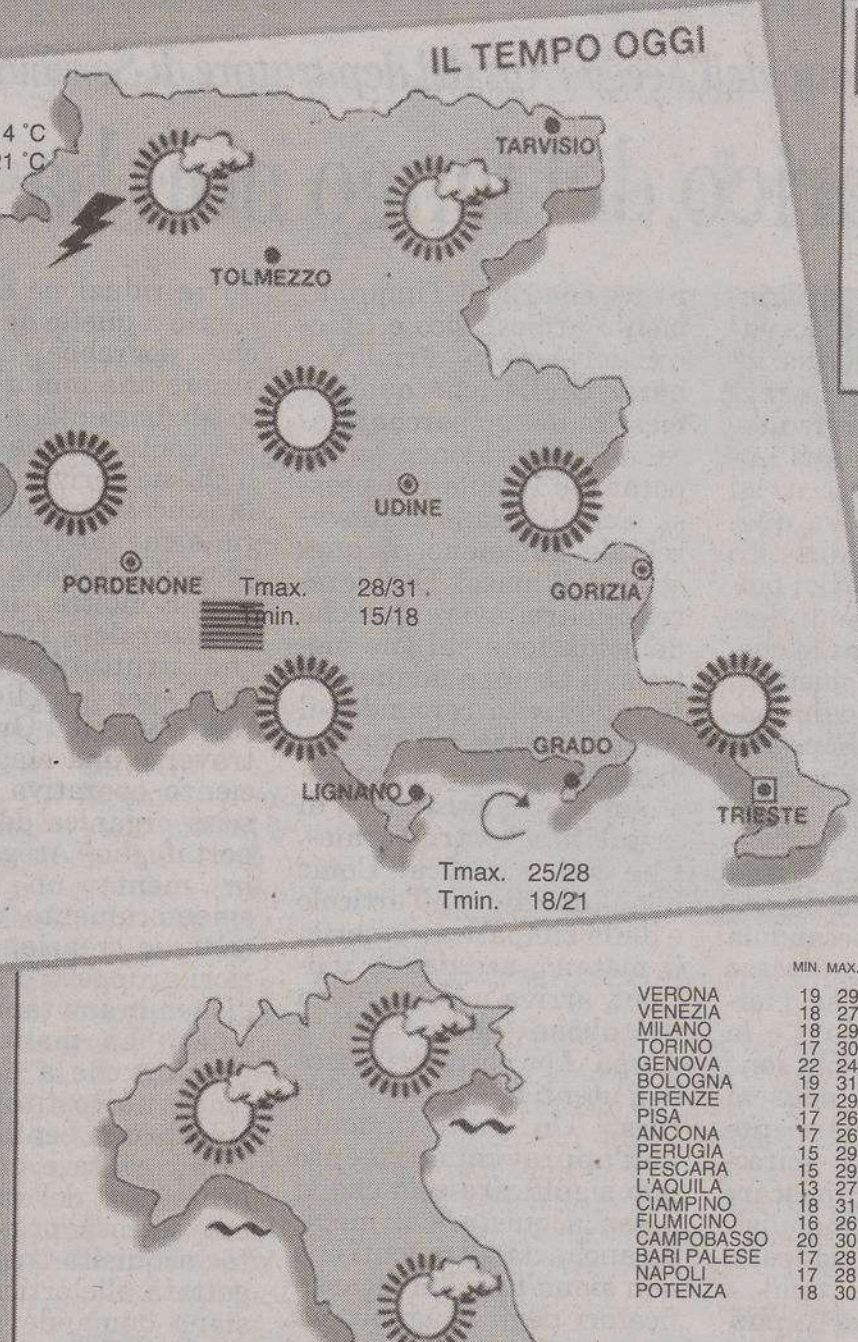 IL TEMPO OGGI
4 °C
21 °C
TARVISIO
TOLMEZZO
UDINE
PORDENONE
Tmax. 28/31
Tmin. 15/18
GORIZIA
GRADO
LIGNANO
TRIESTE
Tmax. 25/28
Tmin. 18/21
MIN. MAX.
VERONA 19 29
VENEZIA 18 27
MILANO 18 29
TORINO 17 30
GENOVA 22 24
BOLOGNA 19 31
FIRENZE 17 29
PISA 17 26
ANCONA 17 26
PERUGIA 15 29
PESCARA 15 29
L'AQUILA 13 27
CIAMPINO 18 31
FIUMICINO 16 26
CAMPOBASSO 20 30
BARI PALESE 17 28
NAPOLI 17 28
POTENZA 18 30